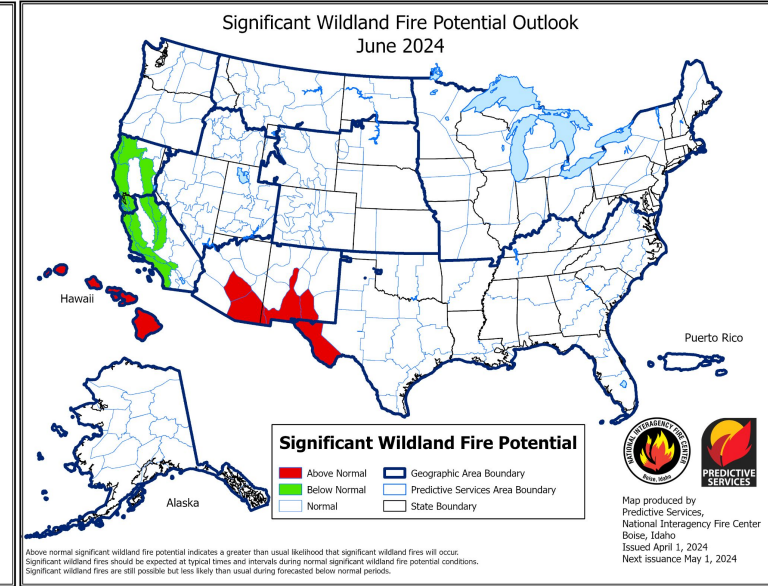 Significant Wildland Fire Potential Outlook
June 2024
Hawaii
Puerto Rico
Alaska
Significant Wildland Fire Potential
Above Normal
Below Normal
Normal
Geographic Area Boundary
Predictive Services Area Boundary
State Boundary
NATIONAL INTERAGENCY FIRE CENTER
Boise, Idaho
PREDICTIVE
SERVICES
Map produced by
Predictive Services,
National Interagency Fire Center
Boise, Idaho
Issued April 1, 2024
Next issuance May 1, 2024
Above normal significant wildland fire potential indicates a greater than usual likelihood that significant wildland fires will occur.
Significant wildland fires should be expected at typical times and intervals during normal significant wildland fire potential conditions.
Significant wildland fires are still possible but less likely than usual during forecasted below normal periods.